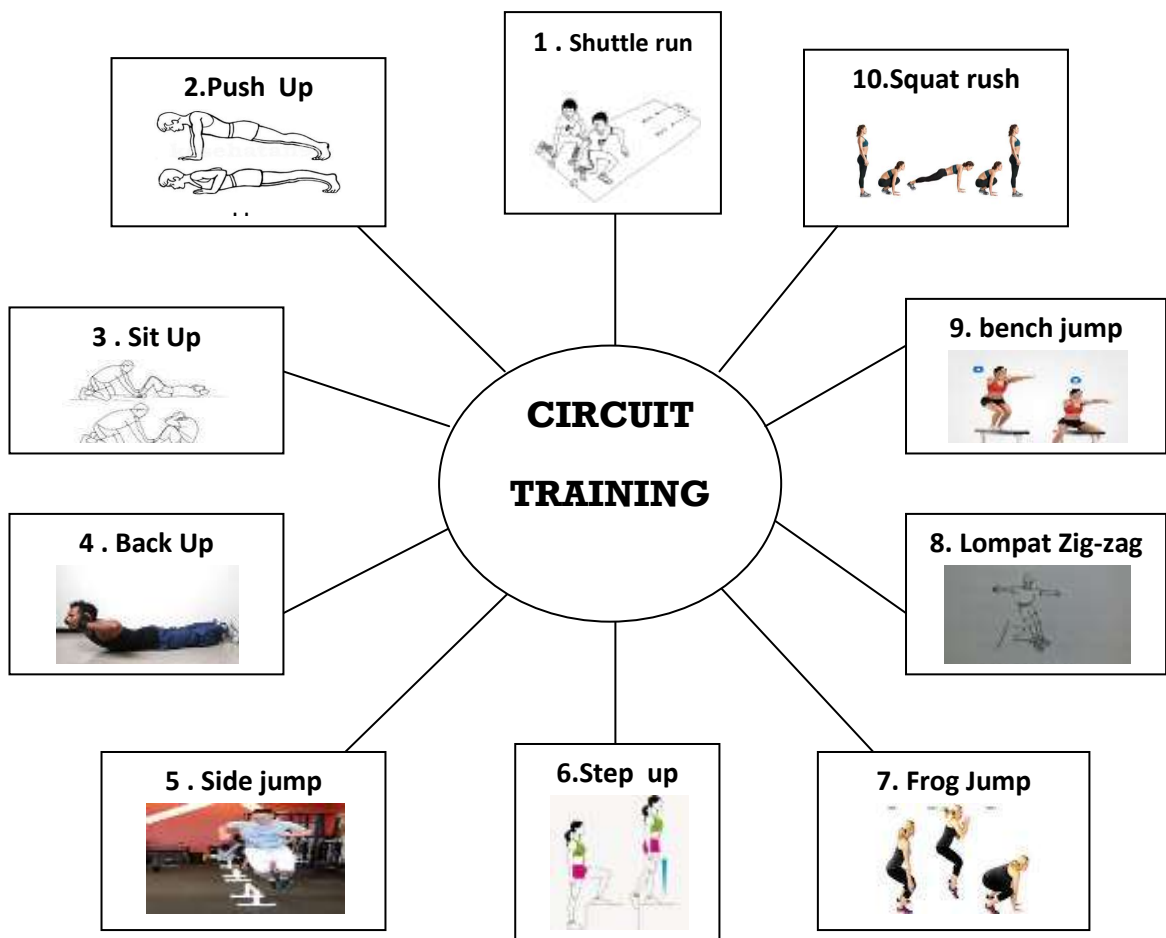 1 . Shuttle run
2.Push Up
. .
3 . Sit Up
4 . Back Up
5 . Side jump
6.Step up
7. Frog Jump
8. Lompat Zig-zag
9. bench jump
10.Squat rush
CIRCUIT
TRAINING